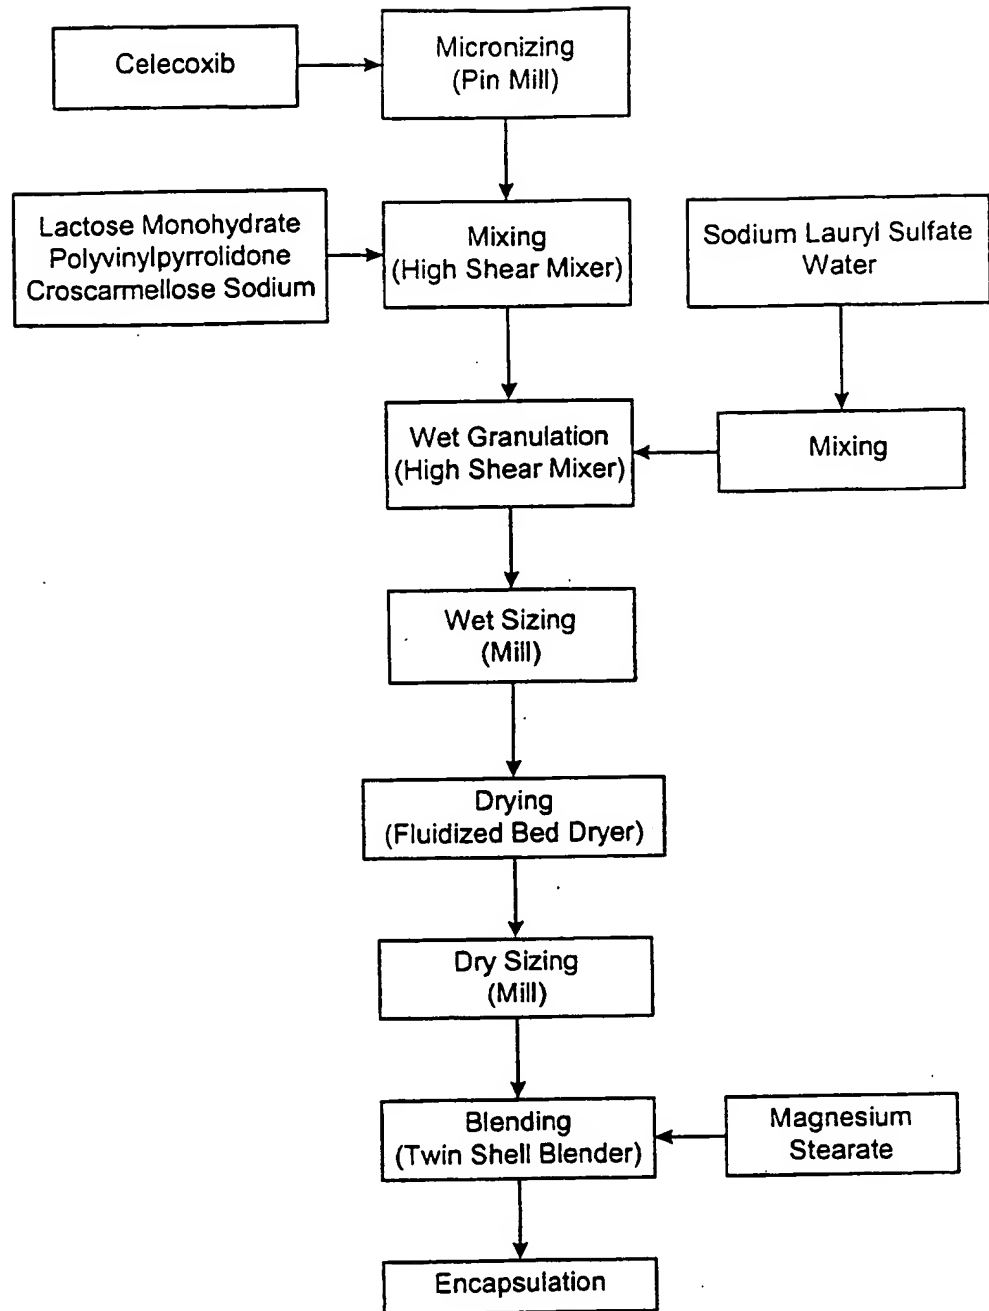 Celecoxib
Micronizing
(Pin Mill)
Lactose Monohydrate
Polyvinylpyrrolidone
Croscarmellose Sodium
Mixing
(High Shear Mixer)
Sodium Lauryl Sulfate
Water
Wet Granulation
(High Shear Mixer)
Mixing
Wet Sizing
(Mill)
Drying
(Fluidized Bed Dryer)
Dry Sizing
(Mill)
Blending
(Twin Shell Blender)
Magnesium
Stearate
Encapsulation